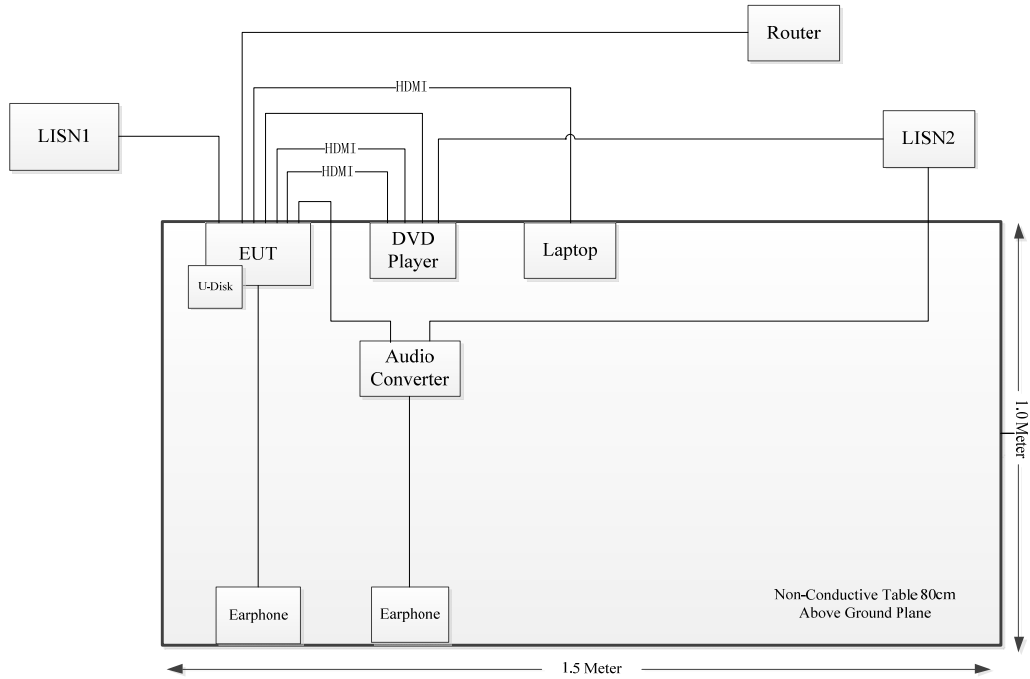 Router
HDMI
LISN1
LISN2
HDMI
HDMI
EUT
DVD
Player
Laptop
U-Disk
Audio
Converter
1.0 Meter
Earphone
Earphone
Non-Conductive Table 80cm
Above Ground Plane
1.5 Meter